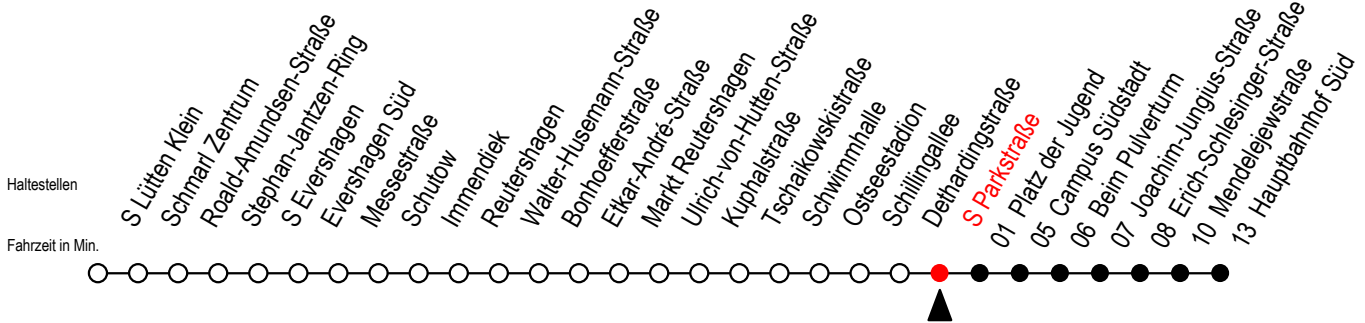 Haltestellen
Fahrzeit in Min.
S Lütten Klein
Schmarl Zentrum
Roald-Amundsen-Straße
Stephan-Jantzen-Ring
S Evershagen
Evershagen Süd
Messestraße
Schutow
Immendiek
Reutershagen
Walter-Husemann-Straße
Bonhoefferstraße
Etkar-André-Straße
Markt Reutershagen
Ulrich-von-Hutten-Straße
Kuphalstraße
Tschaikowskistraße
Schwimmhalle
Ostseestadion
Schillingallee
Dethardingstraße
S Parkstraße
01 Platz der Jugend
05 Campus Südstadt
06 Beim Pulverturm
07 Joachim-Jungius-Straße
08 Erich-Schlesinger-Straße
10 Mendelejewstraße
13 Hauptbahnhof Süd